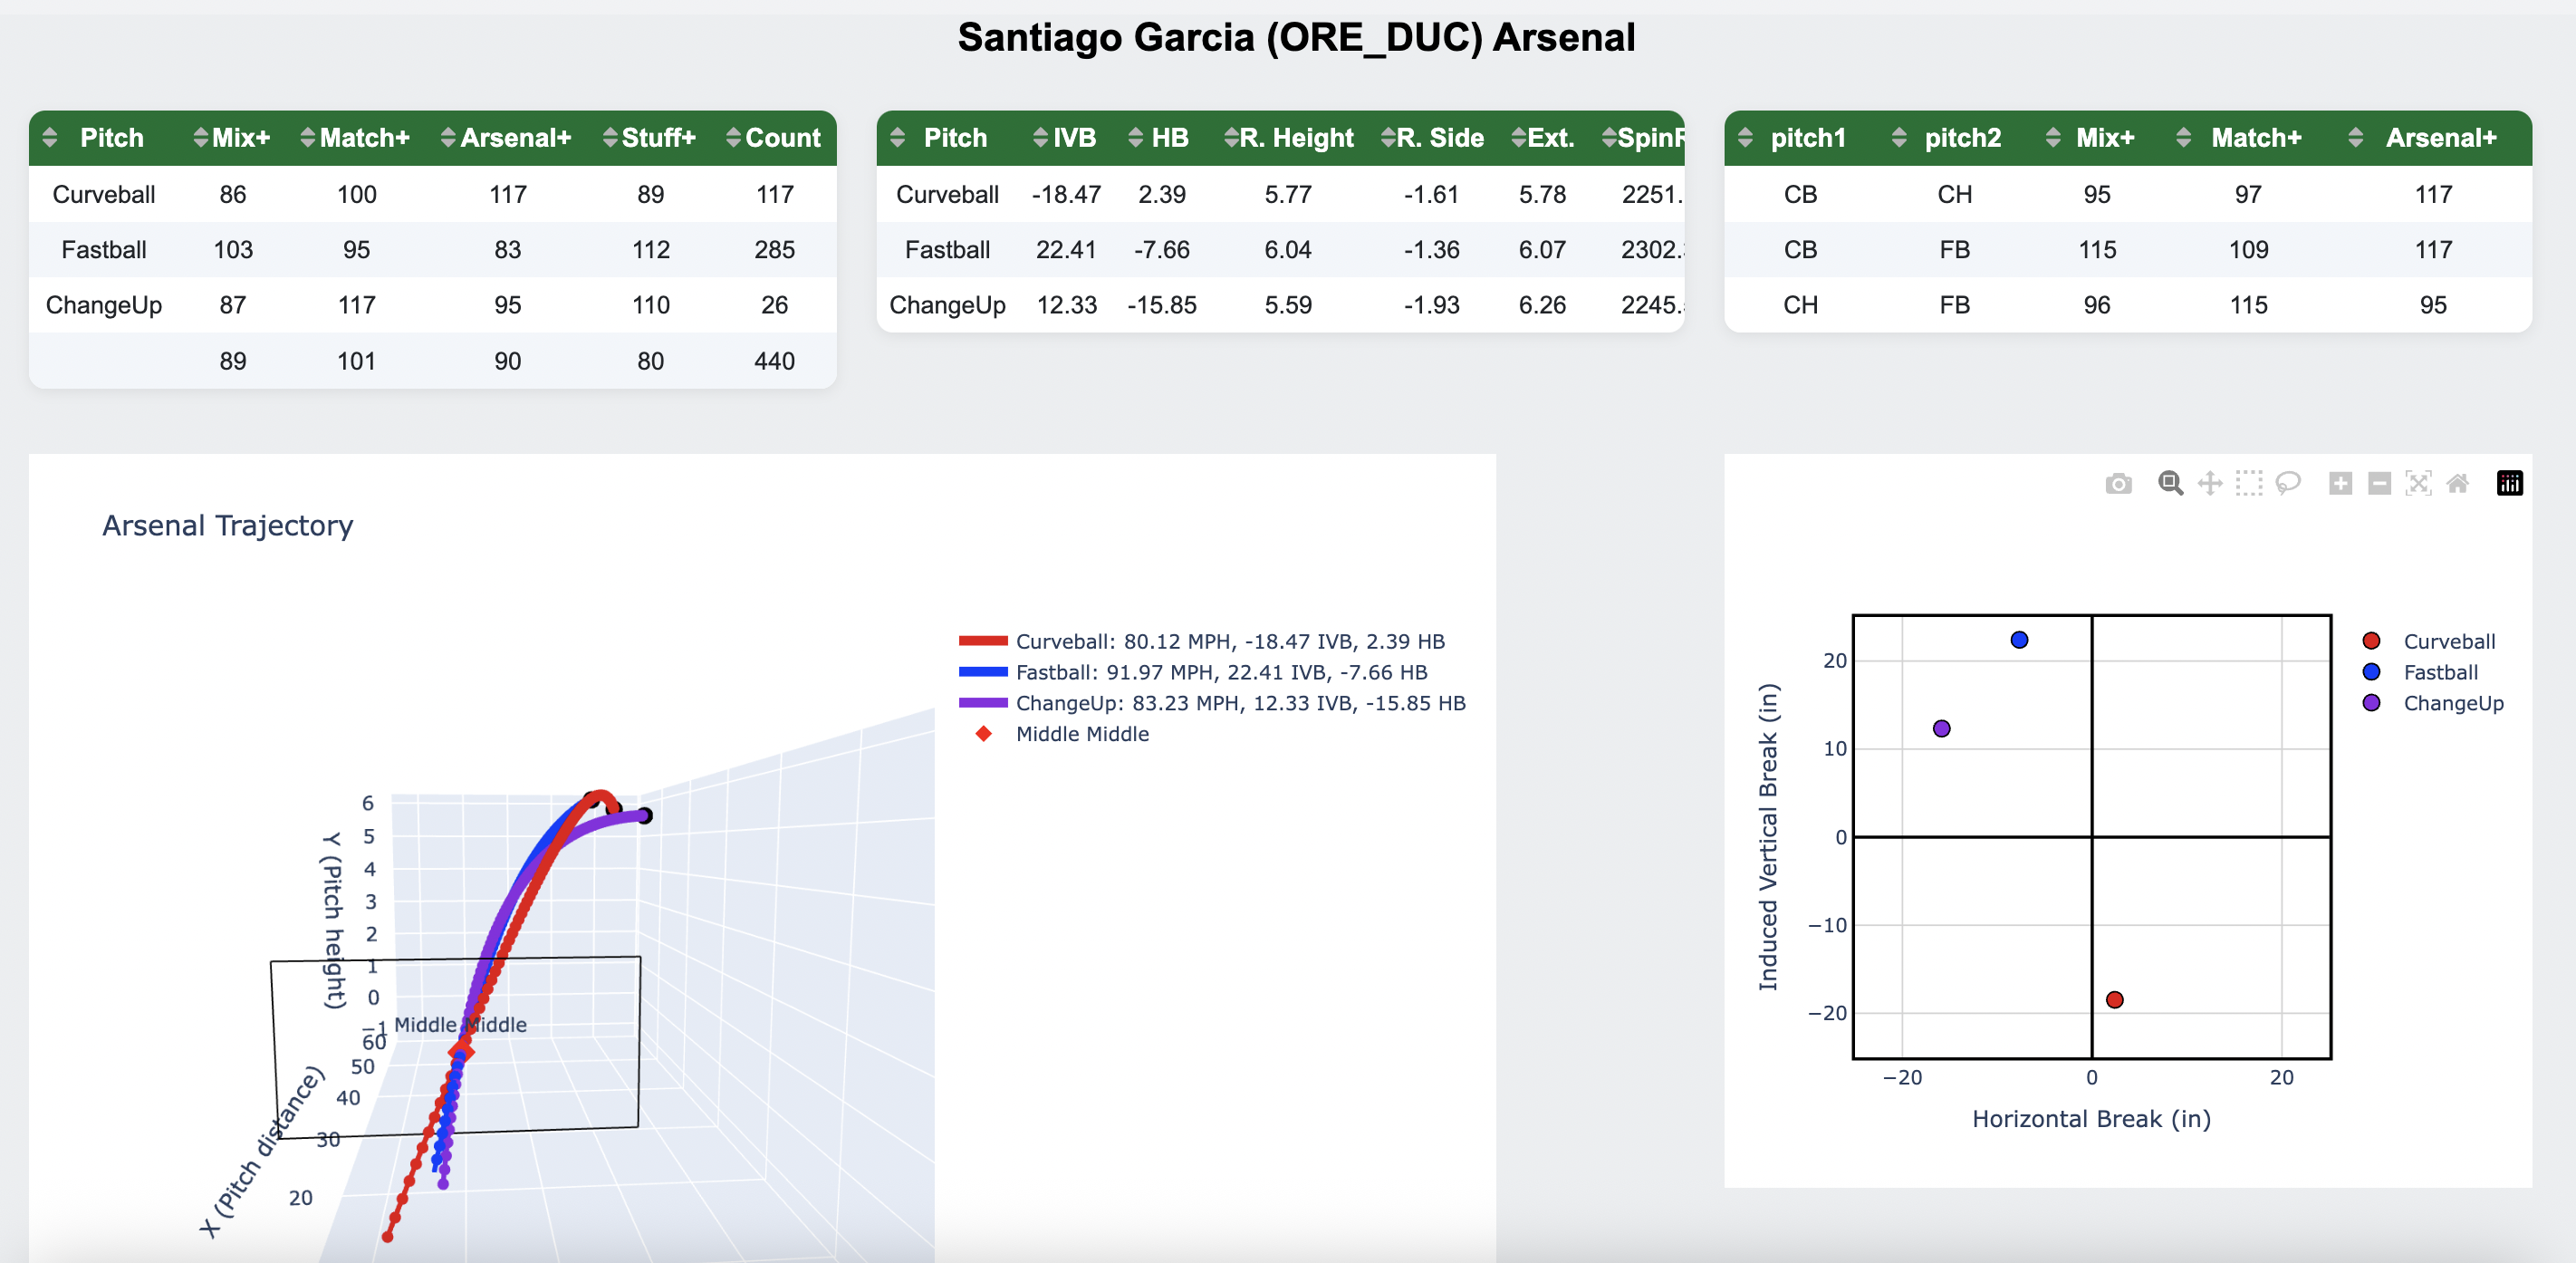 Santiago Garcia (ORE_DUC) Arsenal
Pitch Mix+ Match+ Arsenal+ Stuff+ Count
Curveball 86 100 117 89 117
Fastball 103 95 83 112 285
ChangeUp 87 117 95 110 26
89 101 90 80 440
Pitch IVB HB R. Height R. Side Ext. SpinR
Curveball -18.47 2.39 5.77 -1.61 5.78 2251.
Fastball 22.41 -7.66 6.04 -1.36 6.07 2302.
ChangeUp 12.33 -15.85 5.59 -1.93 6.26 2245.
pitch1 pitch2 Mix+ Match+ Arsenal+
CB CH 95 97 117
CB FB 115 109 117
CH FB 96 115 95
Arsenal Trajectory
Curveball: 80.12 MPH, -18.47 IVB, 2.39 HB
Fastball: 91.97 MPH, 22.41 IVB, -7.66 HB
ChangeUp: 83.23 MPH, 12.33 IVB, -15.85 HB
Middle Middle
6
5
4
3
2
1
0
−1
Y (Pitch height)
Middle Middle
60
50
40
30
20
X (Pitch distance)
Curveball
Fastball
ChangeUp
20
10
0
−10
−20
Induced Vertical Break (in)
−20 0 20
Horizontal Break (in)